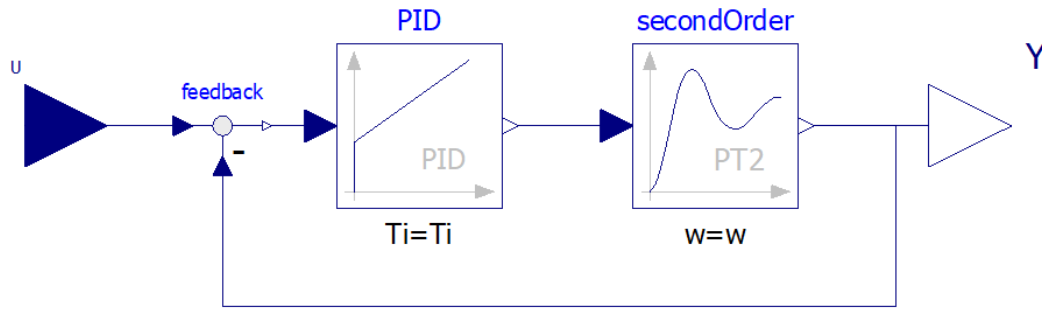 PID
secondOrder
Y
U
feedback
-
PID
PT2
Ti=Ti
w=w